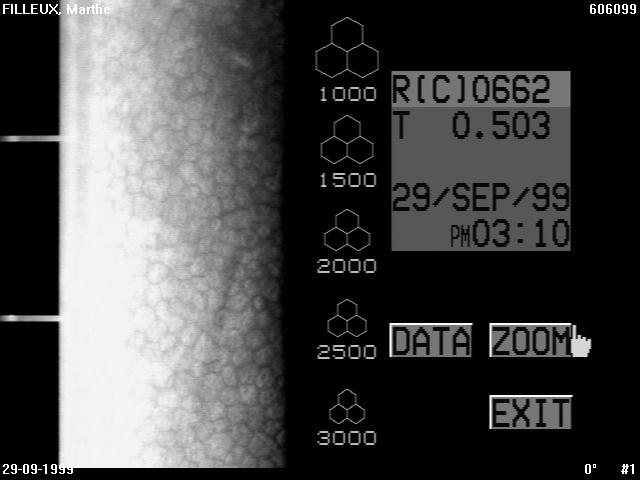 FILLEUX, Marthe
606099
1000
1500
2000
2500
3000
R[C]0662
T 0.503
29/SEP/99
PM03:10
DATA
ZOOM
EXIT
29-09-1999
0°
#1